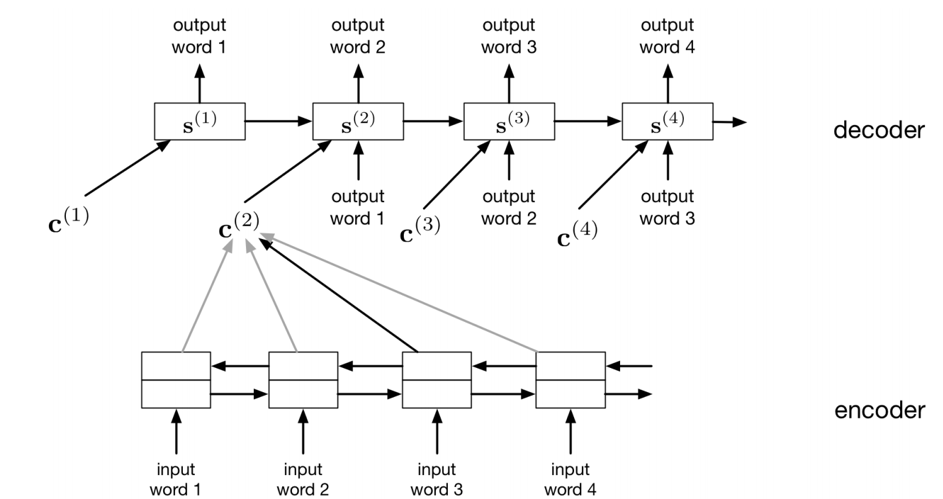 output output output output
word 1 word 2 word 3 word 4
s(1) s(2) s(3) s(4)
decoder
output output output
word 1 word 2 word 3
c(1) c(2) c(3) c(4)
encoder
input input input input
word 1 word 2 word 3 word 4